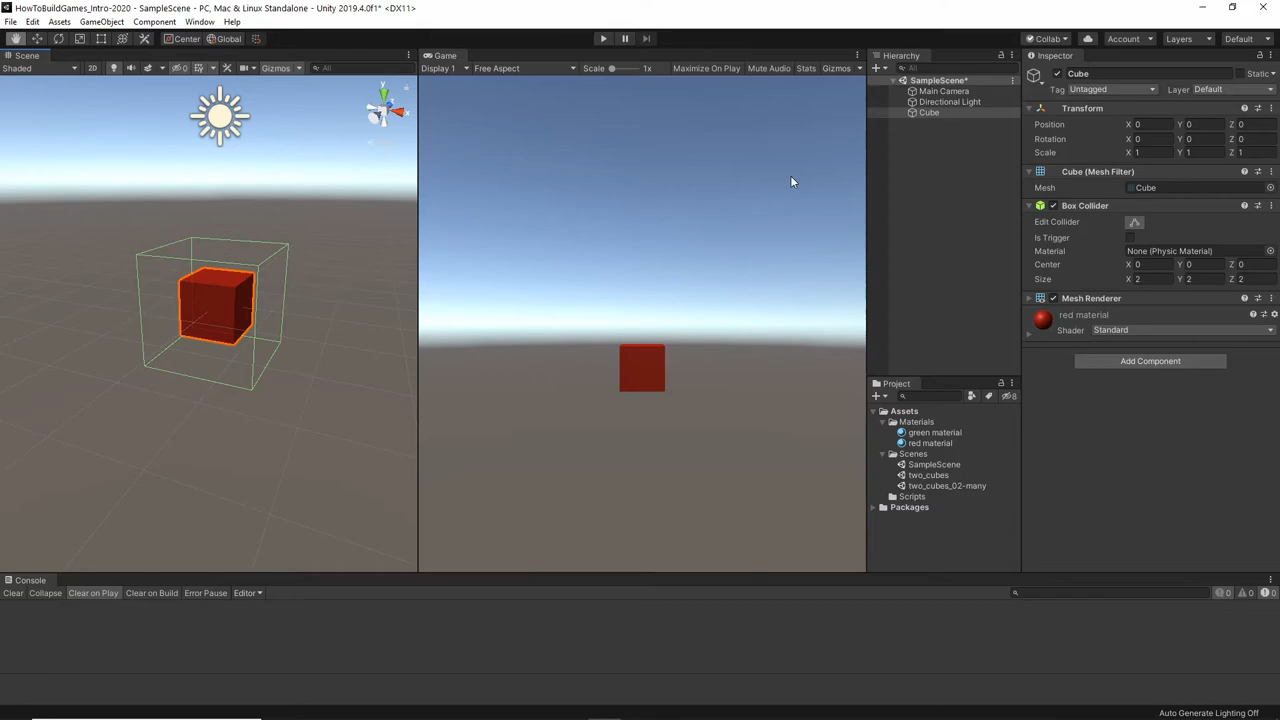 HowToBuildGames_Intro-2020 - SampleScene - PC, Mac & Linux Standalone - Unity 2019.4.0f1* <DX11>
File Edit Assets GameObject Component Window Help
Center Global Collab Account Layers Default
Scene
Shaded 2D 0 Gizmos All
y
x
Game
Display 1 Free Aspect Scale 1x Maximize On Play Mute Audio Stats Gizmos
Hierarchy
All
SampleScene*
Main Camera
Directional Light
Cube
Project
8
Assets
Materials
green material
red material
Scenes
SampleScene
two_cubes
two_cubes_02-many
Scripts
Packages
Inspector
Cube Static
Tag Untagged Layer Default
Transform
Position X 0 Y 0 Z 0
Rotation X 0 Y 0 Z 0
Scale X 1 Y 1 Z 1
Cube (Mesh Filter)
Mesh Cube
Box Collider
Edit Collider
Is Trigger
Material None (Physic Material)
Center X 0 Y 0 Z 0
Size X 2 Y 2 Z 2
Mesh Renderer
red material
Shader Standard
Add Component
Console
Clear Collapse Clear on Play Clear on Build Error Pause Editor 0 0 0
Auto Generate Lighting Off